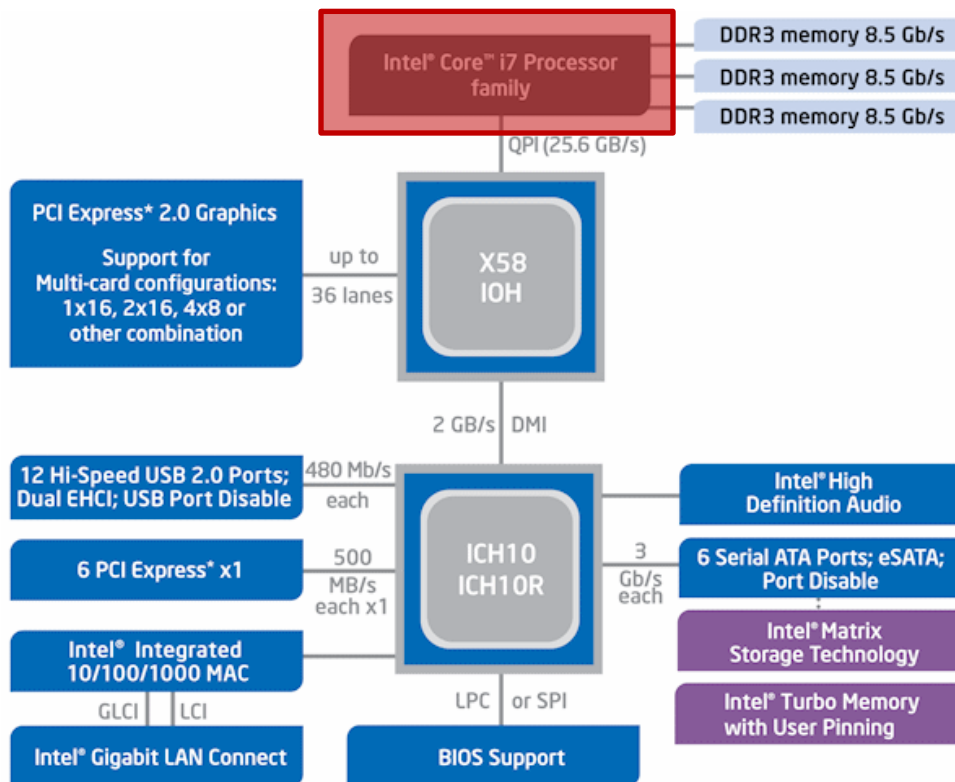 Intel® Core™ i7 Processor
family
DDR3 memory 8.5 Gb/s
DDR3 memory 8.5 Gb/s
DDR3 memory 8.5 Gb/s
QPI (25.6 GB/s)
PCI Express* 2.0 Graphics
Support for
Multi-card configurations:
1x16, 2x16, 4x8 or
other combination
up to
36 lanes
X58
IOH
2 GB/s DMI
12 Hi-Speed USB 2.0 Ports;
Dual EHCI; USB Port Disable
480 Mb/s
each
Intel® High
Definition Audio
6 PCI Express* x1
500
MB/s
each x1
ICH10
ICH10R
3
Gb/s
each
6 Serial ATA Ports; eSATA;
Port Disable
Intel® Matrix
Storage Technology
Intel® Integrated
10/100/1000 MAC
GLCI LCI
LPC or SPI
Intel® Turbo Memory
with User Pinning
Intel® Gigabit LAN Connect
BIOS Support